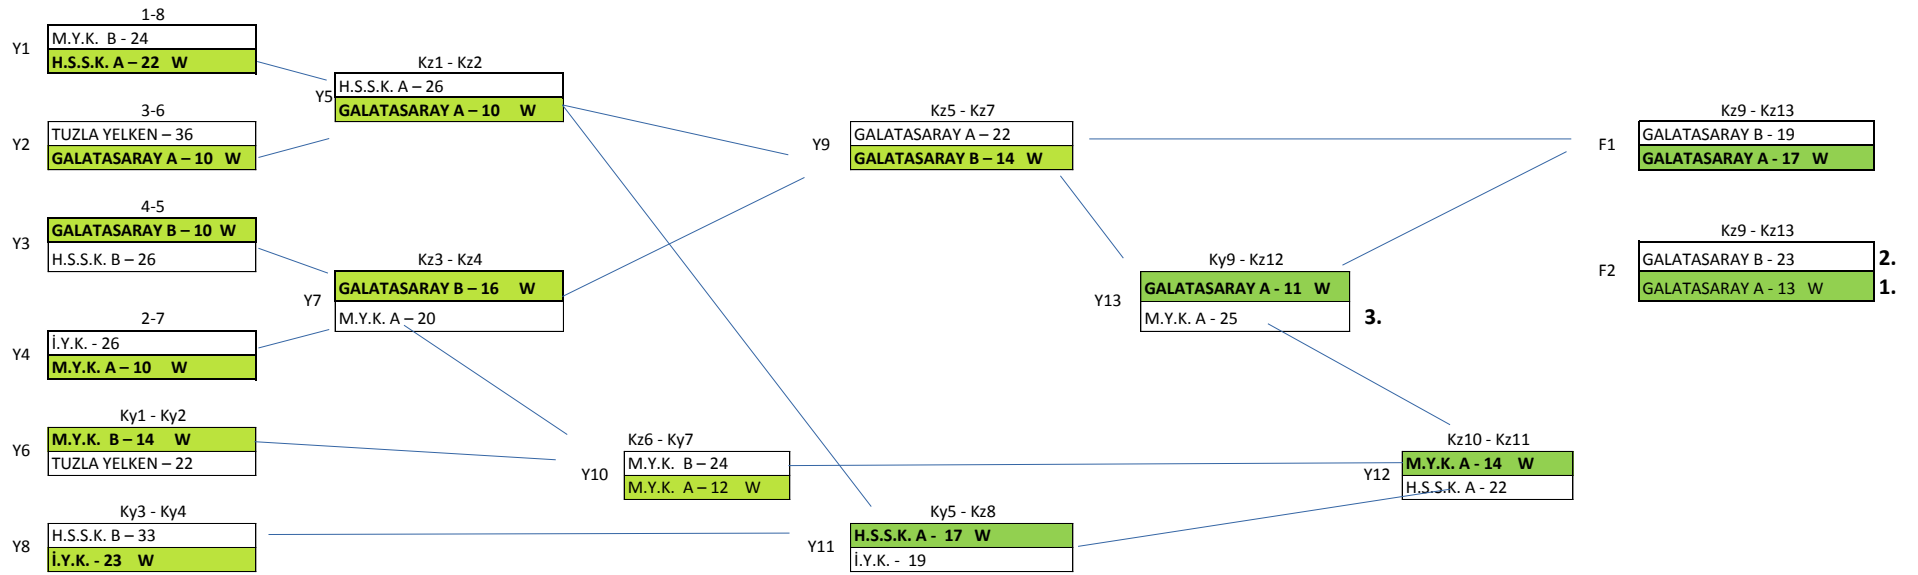 1-8
Y1
M.Y.K. B - 24
H.S.S.K. A – 22 W
3-6
Y2
TUZLA YELKEN – 36
GALATASARAY A – 10 W
4-5
Y3
GALATASARAY B – 10 W
H.S.S.K. B – 26
2-7
Y4
İ.Y.K. - 26
M.Y.K. A – 10 W
Ky1 - Ky2
Y6
M.Y.K. B – 14 W
TUZLA YELKEN – 22
Ky3 - Ky4
Y8
H.S.S.K. B – 33
İ.Y.K. - 23 W
Kz1 - Kz2
Y5
H.S.S.K. A – 26
GALATASARAY A – 10 W
Kz3 - Kz4
Y7
GALATASARAY B – 16 W
M.Y.K. A – 20
Kz6 - Ky7
Y10
M.Y.K. B – 24
M.Y.K. A – 12 W
Kz5 - Kz7
Y9
GALATASARAY A – 22
GALATASARAY B – 14 W
Ky5 - Kz8
Y11
H.S.S.K. A - 17 W
İ.Y.K. - 19
Ky9 - Kz12
Y13
GALATASARAY A - 11 W
M.Y.K. A - 25
3.
Kz10 - Kz11
Y12
M.Y.K. A - 14 W
H.S.S.K. A - 22
Kz9 - Kz13
F1
GALATASARAY B - 19
GALATASARAY A - 17 W
Kz9 - Kz13
F2
GALATASARAY B - 23
2.
GALATASARAY A - 13 W
1.